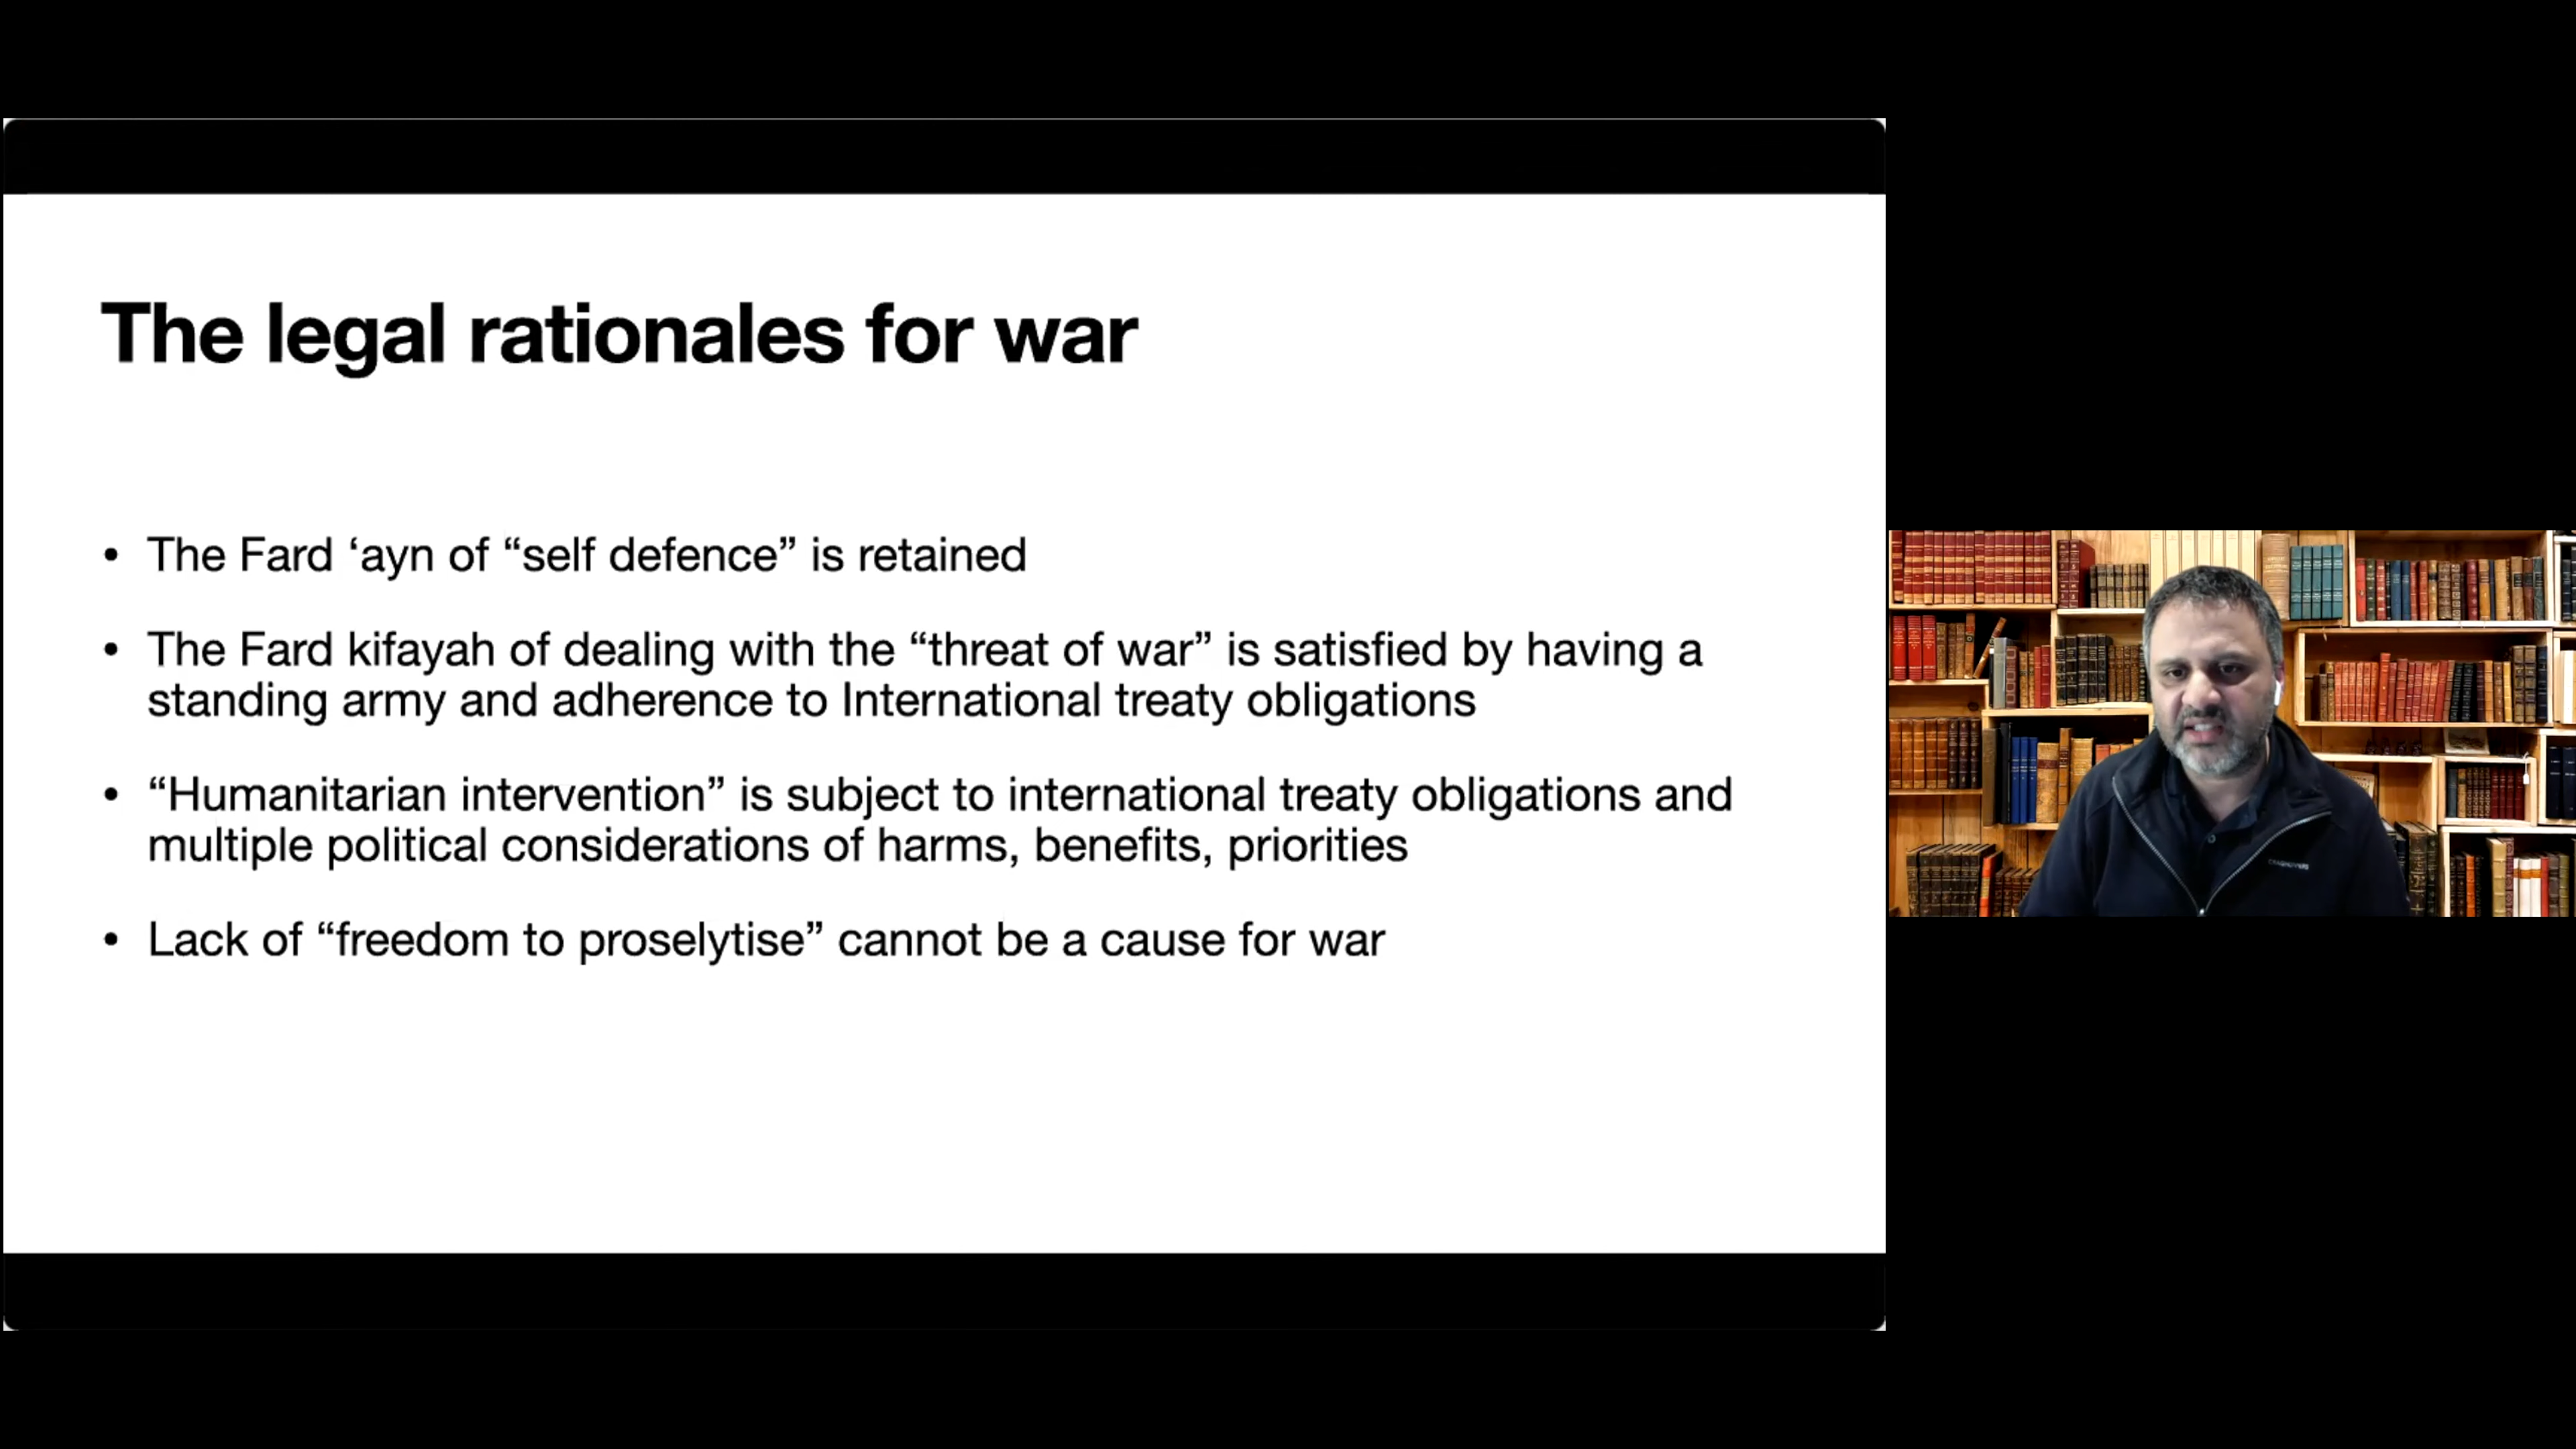 The legal rationales for war
• The Fard ‘ayn of “self defence” is retained
• The Fard kifayah of dealing with the “threat of war” is satisfied by having a
standing army and adherence to International treaty obligations
• “Humanitarian intervention” is subject to international treaty obligations and
multiple political considerations of harms, benefits, priorities
• Lack of “freedom to proselytise” cannot be a cause for war